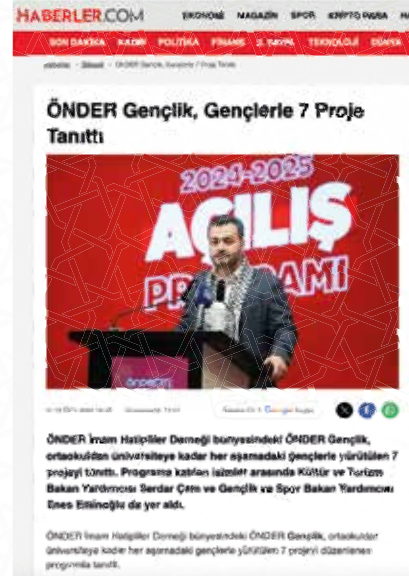 HABERLER.COM
EKONOMİ MAGAZİN SPOR KRİPTO PARA
SON DAKİKA POLİTİKA FİNANS 3. SAYFA TEKNOLOJİ DÜNYA
ÖNDER Gençlik, Gençlerle 7 Proje
Tanıttı
2024-2025
AÇILIŞ
PROGRAMI
ÖNDER
ÖNDER İmam Hatipliler Derneği bünyesindeki ÖNDER Gençlik,
ortaokuldan üniversiteye kadar her aşamadaki gençlerle yürütülen 7
projeyi tanıttı. Programa katılan isimler arasında Kültür ve Turizm
Bakan Yardımcısı Serdar Çam ve Gençlik ve Spor Bakan Yardımcısı
Enes Eminoğlu da yer aldı.
ÖNDER İmam Hatipliler Derneği bünyesindeki ÖNDER Gençlik, ortaokuldan
üniversiteye kadar her aşamadaki gençlerle yürütülen 7 projeyi düzenlenen
programla tanıttı.